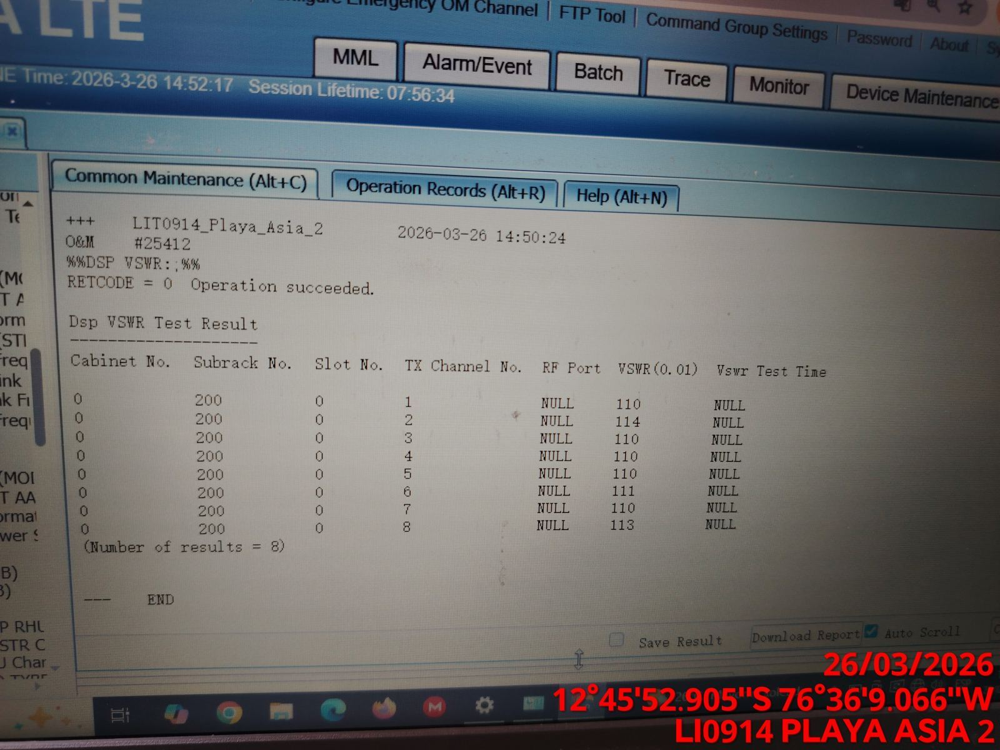 A LTE
Emergency OM Channel | FTP Tool | Command Group Settings | Password | About
MML Alarm/Event Batch Trace Monitor Device Maintenance
NE Time: 2026-3-26 14:52:17 Session Lifetime: 07:56:34
Common Maintenance (Alt+C) Operation Records (Alt+R) Help (Alt+N)
+++ LIT0914_Playa_Asia_2 2026-03-26 14:50:24
O&M #25412
%%DSP VSWR:;%%
RETCODE = 0 Operation succeeded.
Dsp VSWR Test Result
--------------------
Cabinet No. Subrack No. Slot No. TX Channel No. RF Port VSWR(0.01) Vswr Test Time
0 200 0 1 NULL 110 NULL
0 200 0 2 NULL 114 NULL
0 200 0 3 NULL 110 NULL
0 200 0 4 NULL 110 NULL
0 200 0 5 NULL 110 NULL
0 200 0 6 NULL 111 NULL
0 200 0 7 NULL 110 NULL
0 200 0 8 NULL 113 NULL
(Number of results = 8)
--- END
Save Result Download Report Auto Scroll
26/03/2026
12°45'52.905"S 76°36'9.066"W
LI0914 PLAYA ASIA 2